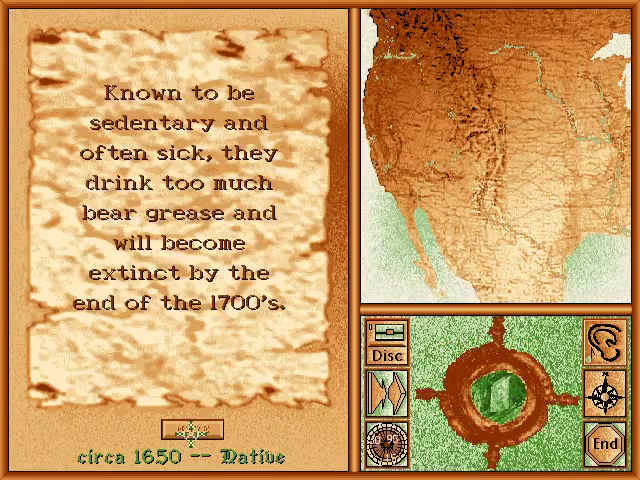 Known to be
sedentary and
often sick, they
drink too much
bear grease and
will become
extinct by the
end of the 1700's.
circa 1650 -- Native
Disc
N
End